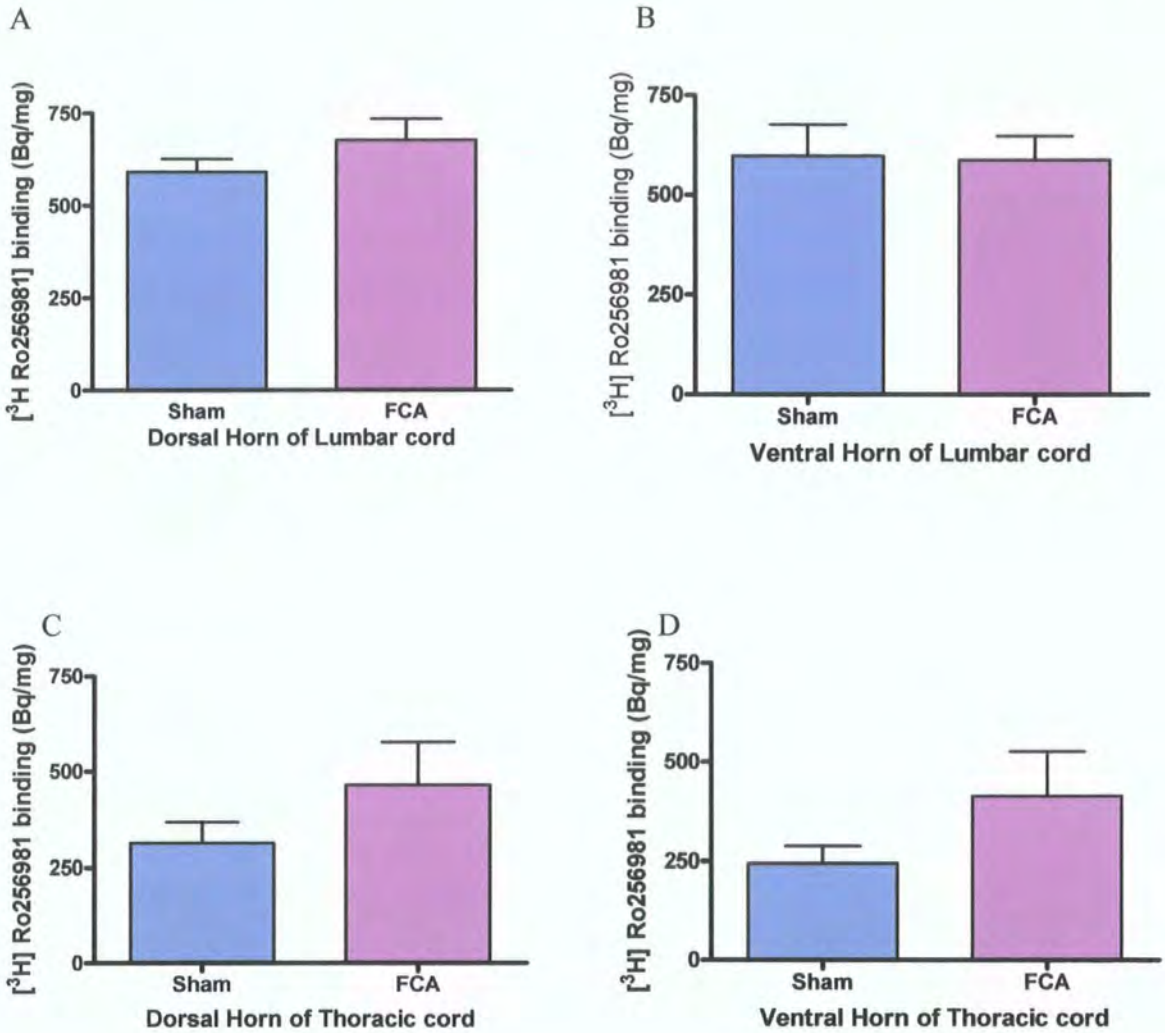 A
[³H Ro256981] binding (Bq/mg)
750
500
250
0
Sham FCA
Dorsal Horn of Lumbar cord
B
[³H] Ro256981 binding (Bq/mg)
750
500
250
0
Sham FCA
Ventral Horn of Lumbar cord
C
[³H] Ro256981 binding (Bq/mg)
750
500
250
0
Sham FCA
Dorsal Horn of Thoracic cord
D
[³H] Ro256981 binding (Bq/mg)
750
500
250
0
Sham FCA
Ventral Horn of Thoracic cord